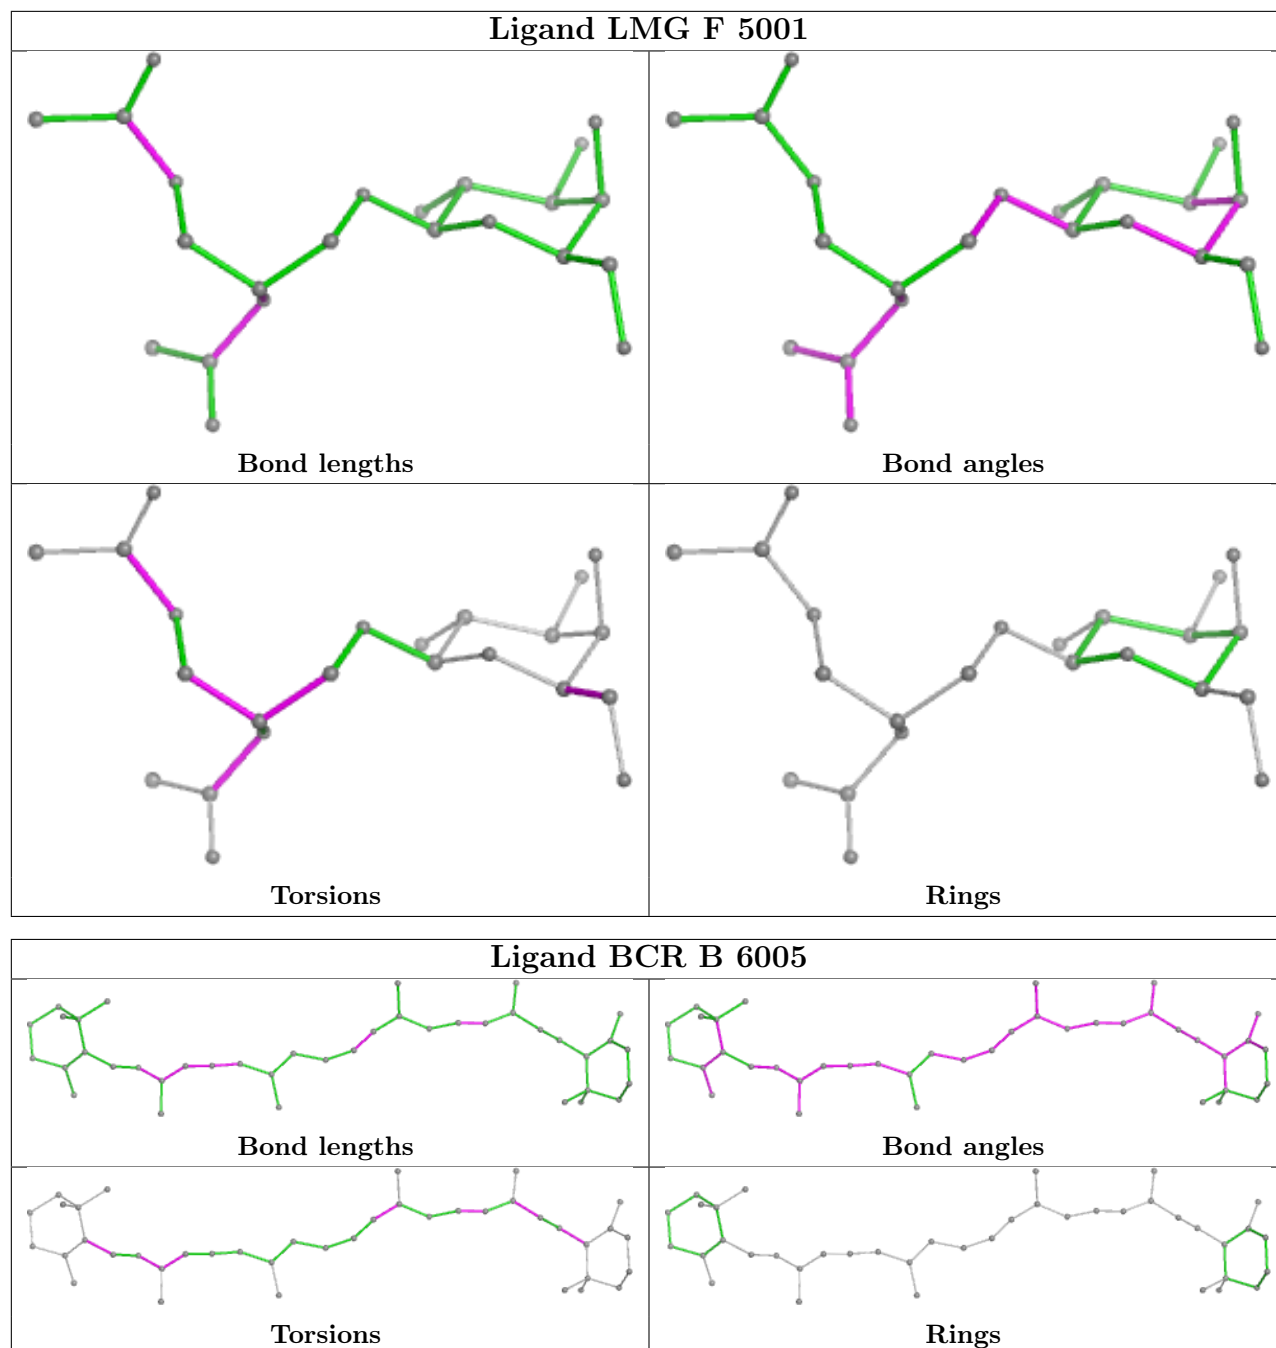 Ligand LMG F 5001
Bond lengths
Bond angles
Torsions
Rings
Ligand BCR B 6005
Bond lengths
Bond angles
Torsions
Rings